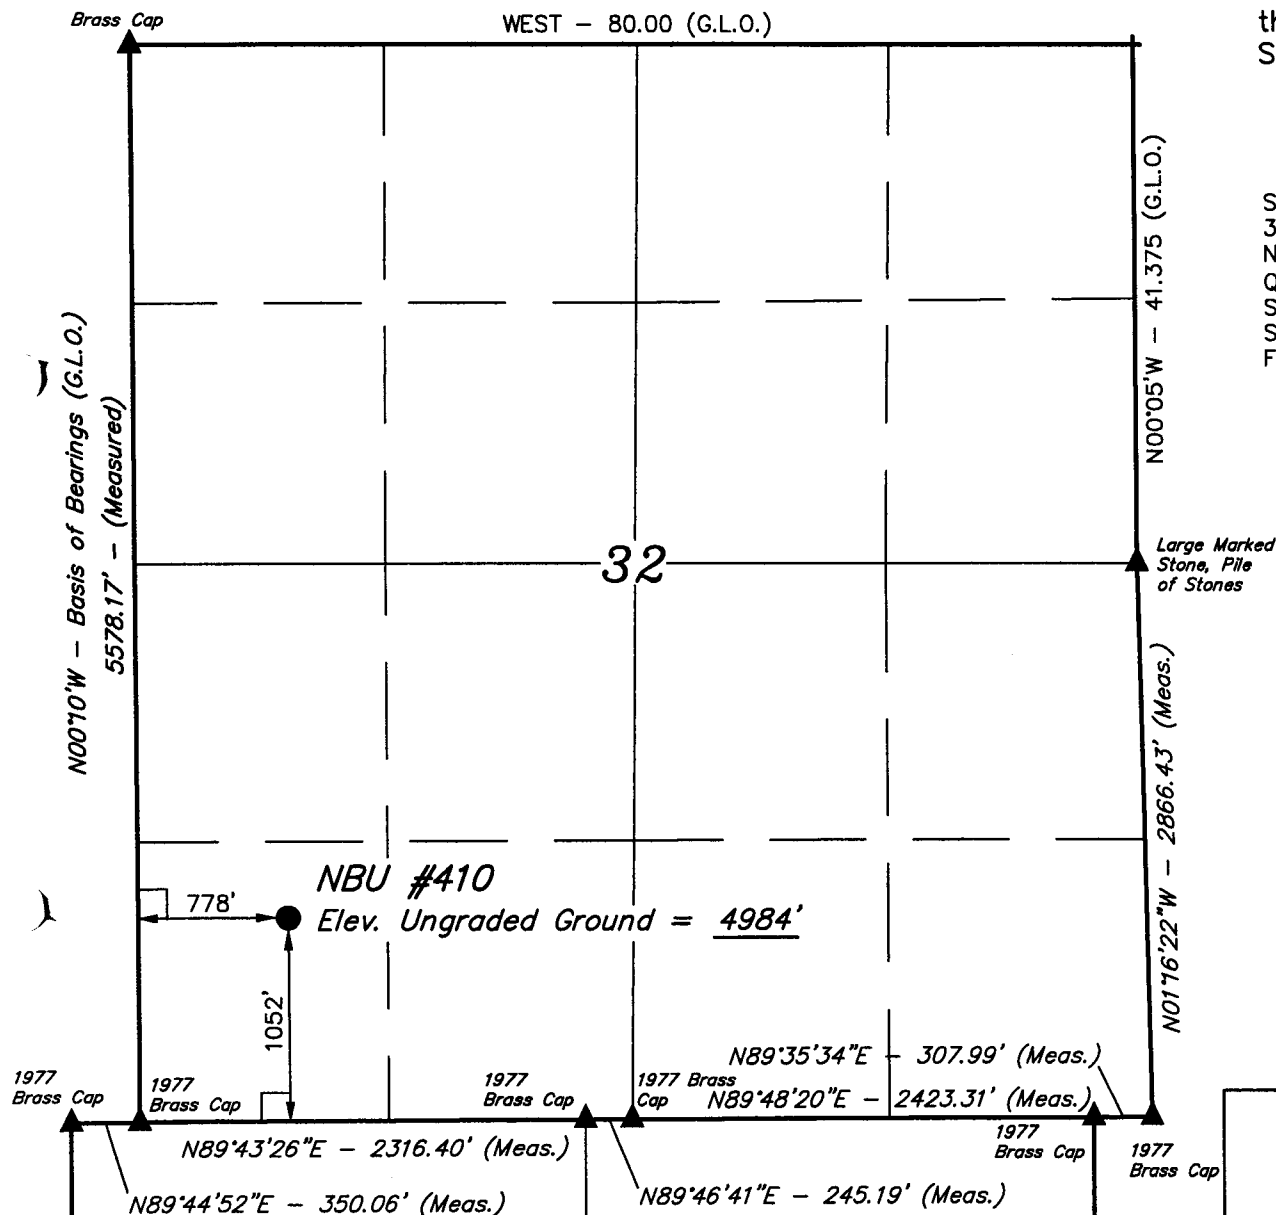 Brass Cap
WEST – 80.00 (G.L.O.)
th
S
N00°05'W – 41.375 (G.L.O.)
S
3
N
Q
S
S
F
N00°10'W – Basis of Bearings (G.L.O.)
5578.17' – (Measured)
32
Large Marked
Stone, Pile
of Stones
N01°16'22"W – 2866.43' (Meas.)
NBU #410
778'
Elev. Ungraded Ground = 4984'
1052'
N89°35'34"E – 307.99' (Meas.)
1977
Brass Cap
1977
Brass Cap
1977
Brass Cap
1977 Brass
Cap
N89°48'20"E – 2423.31' (Meas.)
N89°43'26"E – 2316.40' (Meas.)
1977
Brass Cap
1977
Brass Cap
N89°44'52"E – 350.06' (Meas.)
N89°46'41"E – 245.19' (Meas.)